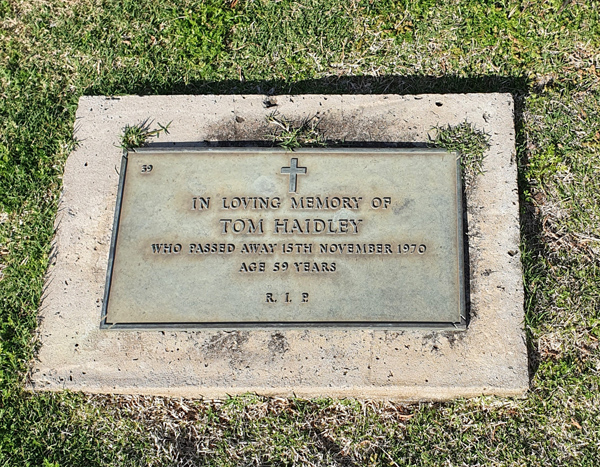 39
IN LOVING MEMORY OF
TOM HAIDLEY
WHO PASSED AWAY 15TH NOVEMBER 1970
AGE 59 YEARS
R. I. P.